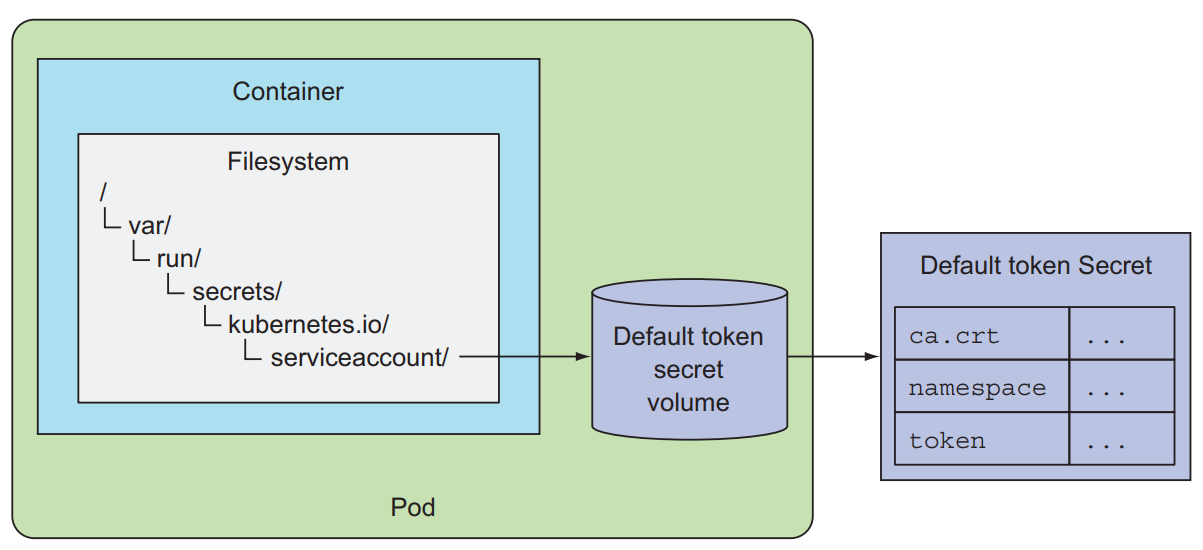 Container
Filesystem
/
var/
run/
secrets/
kubernetes.io/
serviceaccount/
Default token
secret
volume
Pod
Default token Secret
ca.crt ...
namespace ...
token ...